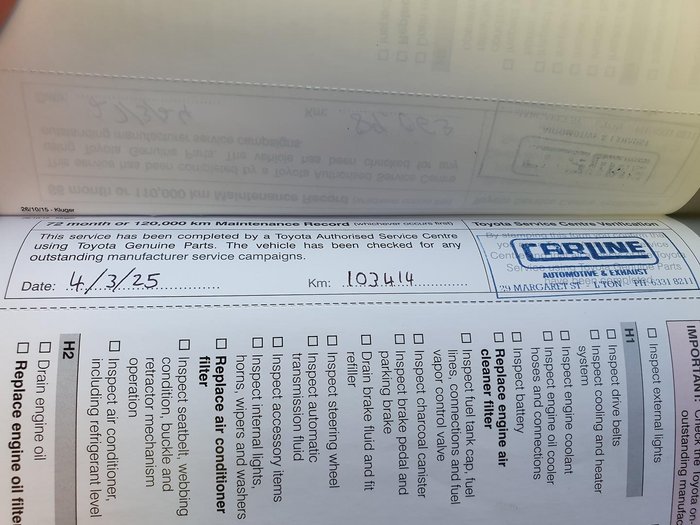 26/10/15 - Kluger
72 month or 120,000 km Maintenance Record (whichever occurs first)
This service has been completed by a Toyota Authorised Service Centre
using Toyota Genuine Parts. The vehicle has been checked for any
outstanding manufacturer service campaigns.
Date: 4/3/25
Km: 103414
Toyota Service Centre Verification
CARLINE
AUTOMOTIVE & EXHAUST
29 MARGARET ST L'TON PH 6331 8211
IMPORTANT: Check the Toyota
outstanding
Inspect external lights
H1
Inspect drive belts
Inspect cooling and heater
system
Inspect engine coolant
Inspect engine oil cooler
hoses and connections
Inspect battery
Replace engine air
cleaner filter
Inspect fuel tank cap, fuel
lines, connections and fuel
vapor control valve
Inspect charcoal canister
Inspect brake pedal and
parking brake
Drain brake fluid and fit
refiller
Inspect steering wheel
Inspect automatic
transmission fluid
Inspect accessory items
Inspect internal lights,
horns, wipers and washers
Replace air conditioner
filter
Inspect seatbelt, webbing
condition, buckle and
retractor mechanism
operation
Inspect air conditioner,
including refrigerant level
H2
Drain engine oil
Replace engine oil filter